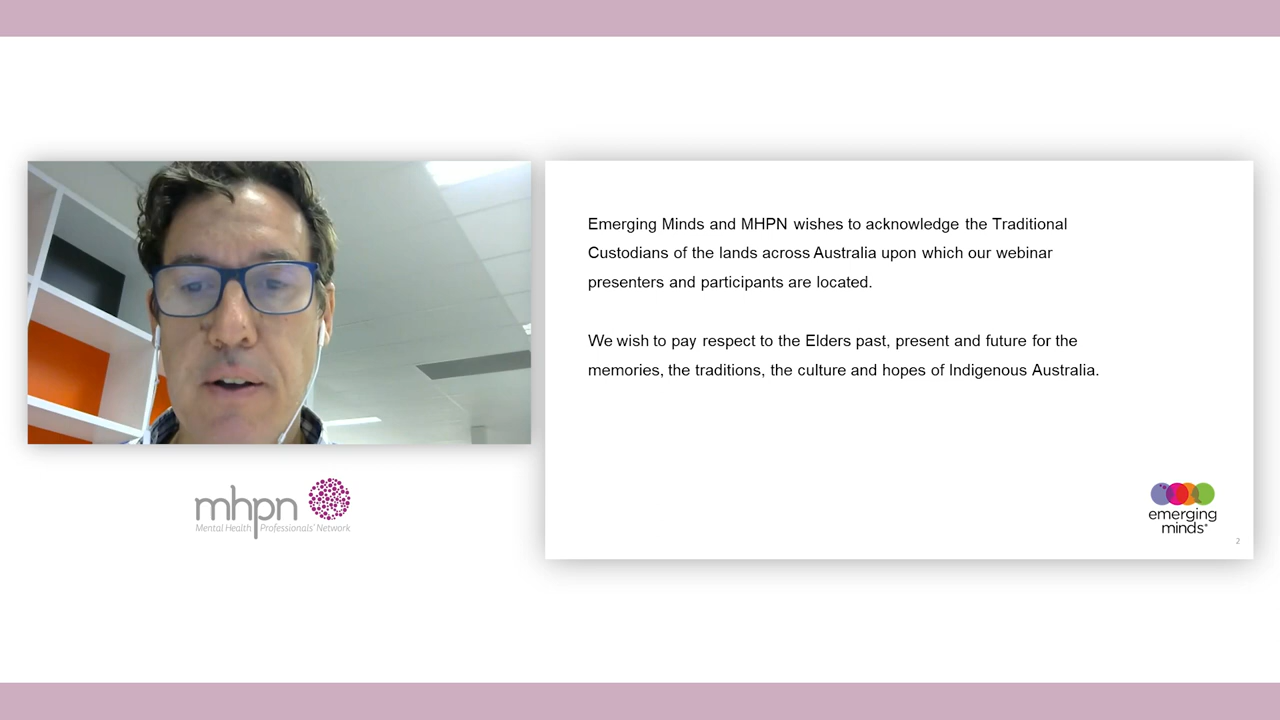 Emerging Minds and MHPN wishes to acknowledge the Traditional
Custodians of the lands across Australia upon which our webinar
presenters and participants are located.
We wish to pay respect to the Elders past, present and future for the
memories, the traditions, the culture and hopes of Indigenous Australia.
mhpn
Mental Health Professionals' Network
emerging
minds
2